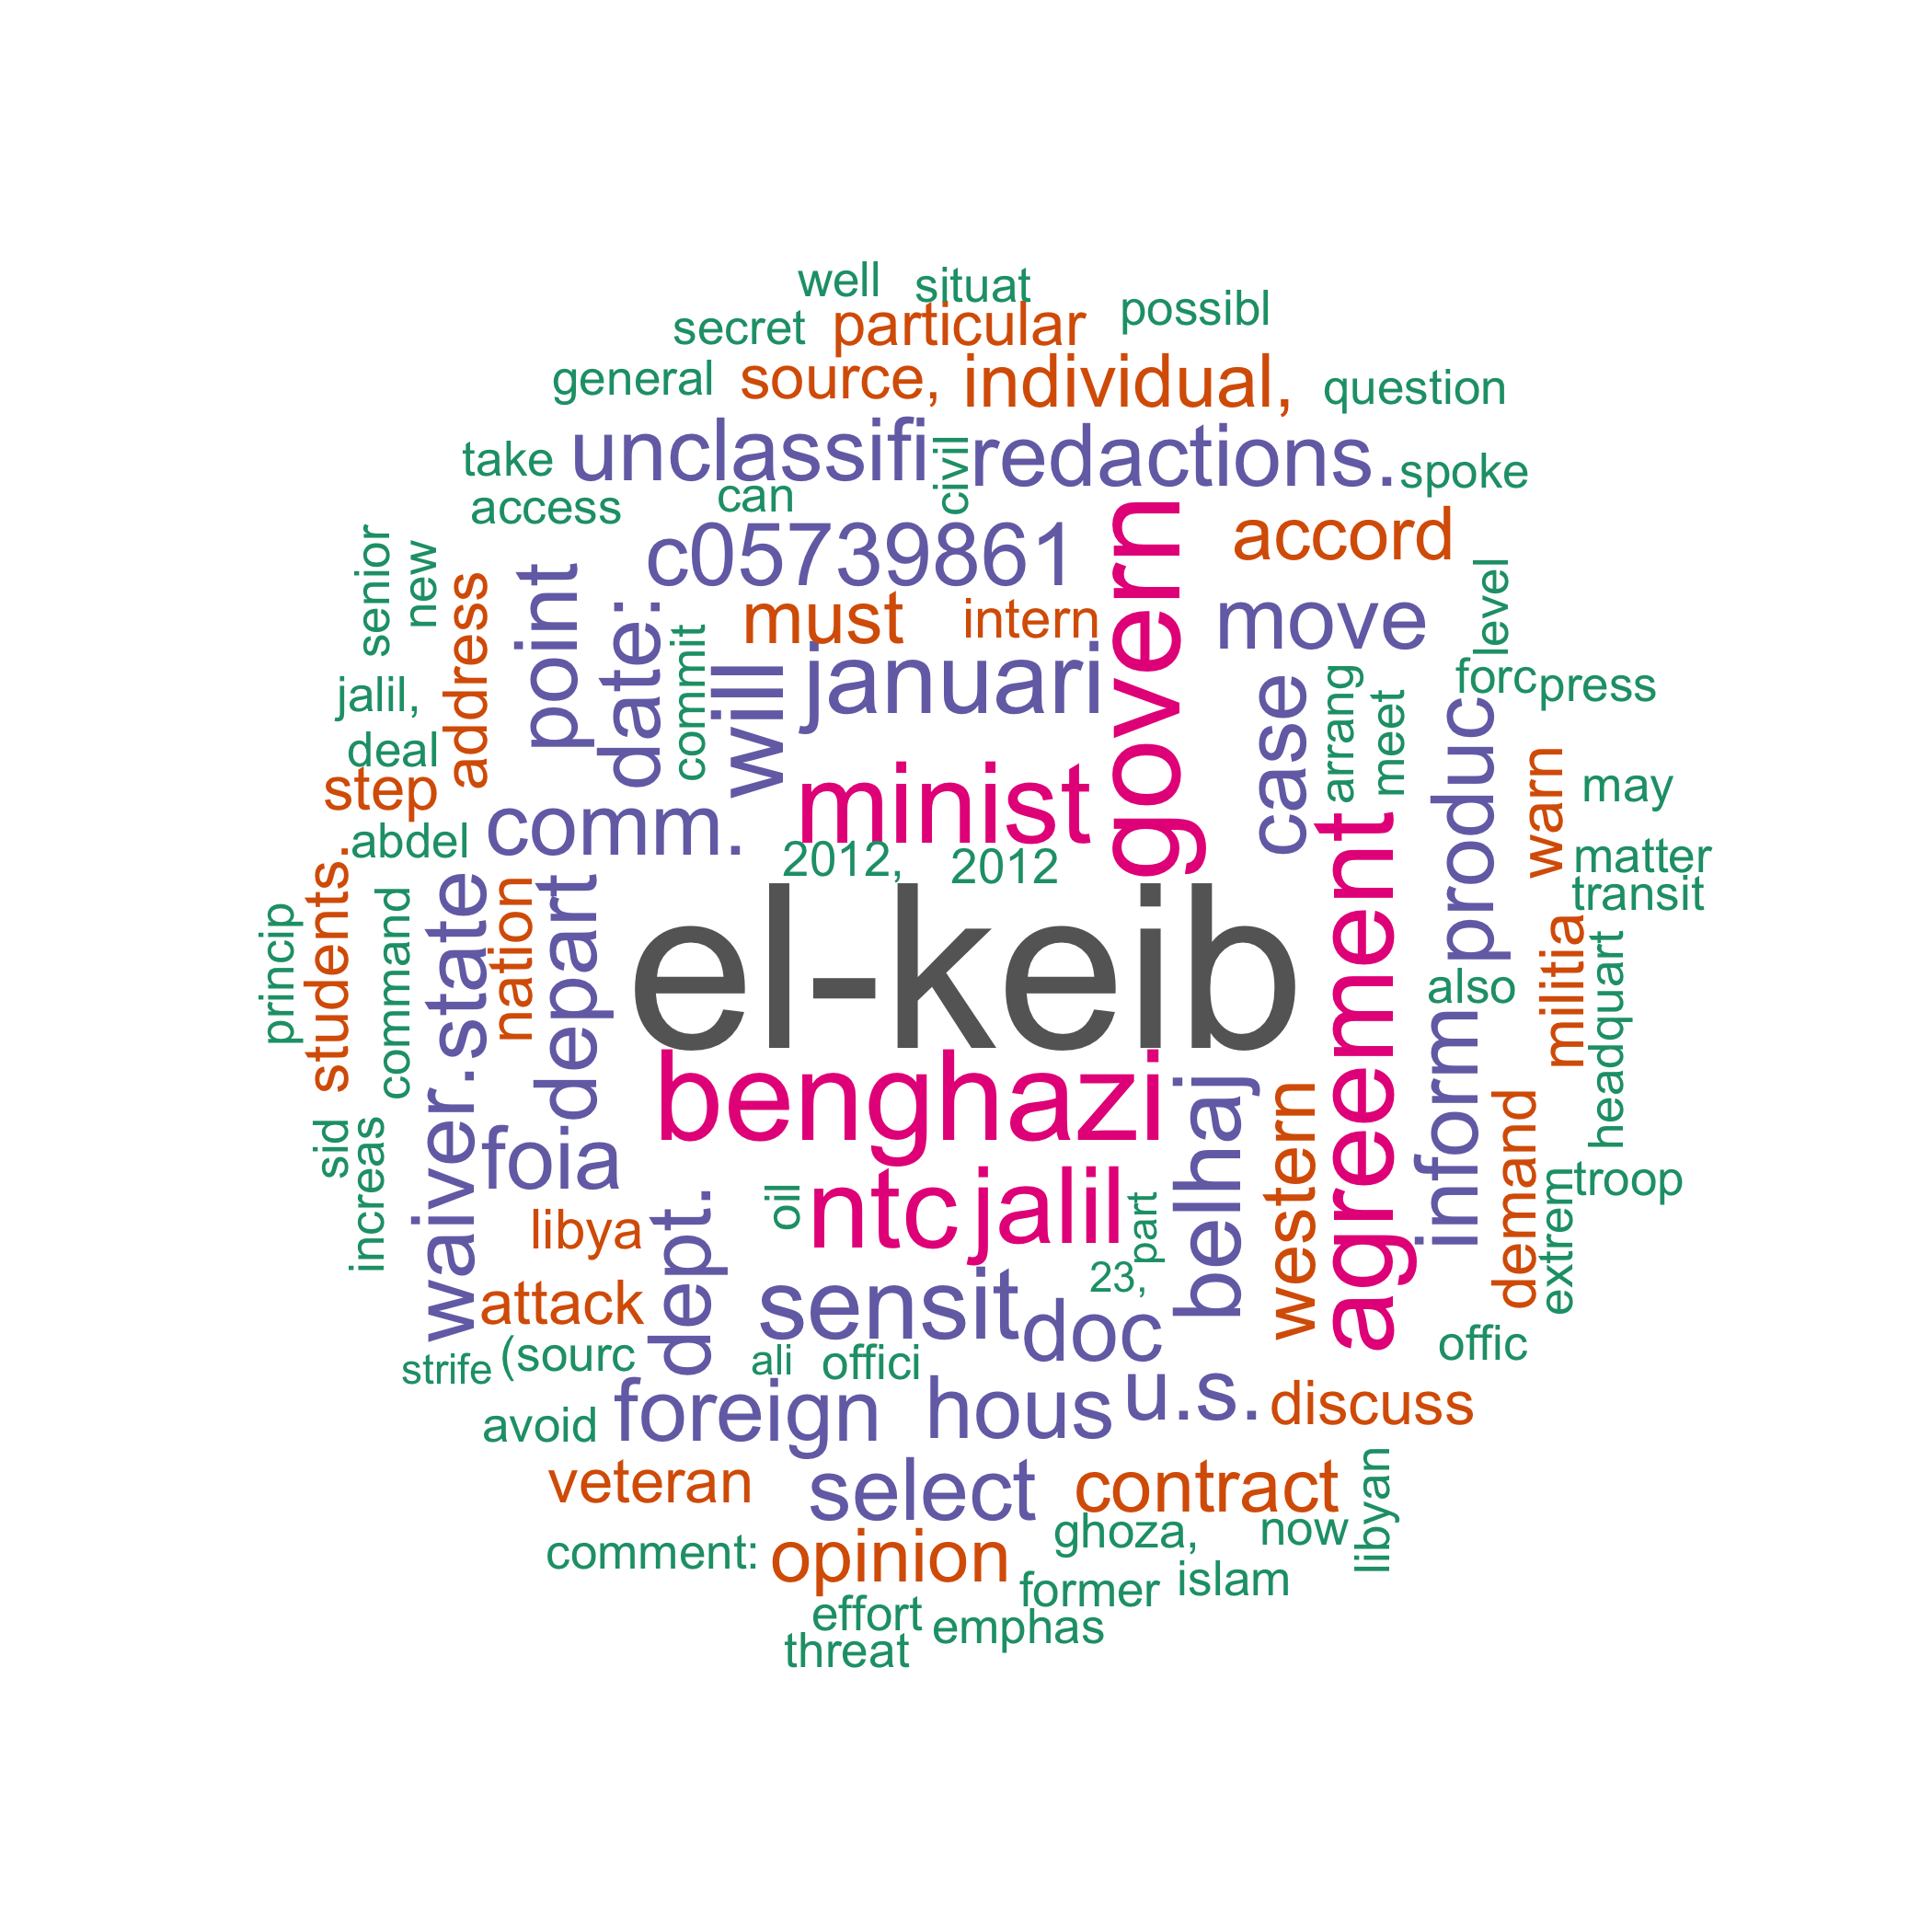 well situat
secret particular possibl
general source, individual, question
unclassifi civil redactions. spoke
take
access can
c05739861 govern accord
senior new point date: must intern move level
address commit will januari case arrang meet forc press
jalil,
deal produc
step minist warn may
abdel comm. 2012, 2012 matter
transit
students. state nation depart el-keib agreement also militia
princip command headquart
waiver. benghazi belhaj western inform demand
sid foia troop
increas libya dept. oil ntc jalil part extrem
attack sensit 23, doc
strife (sourc ali offici offic
avoid foreign hous u.s. discuss
veteran select contract libyan
comment: opinion ghoza, now
former islam
effort emphas
threat